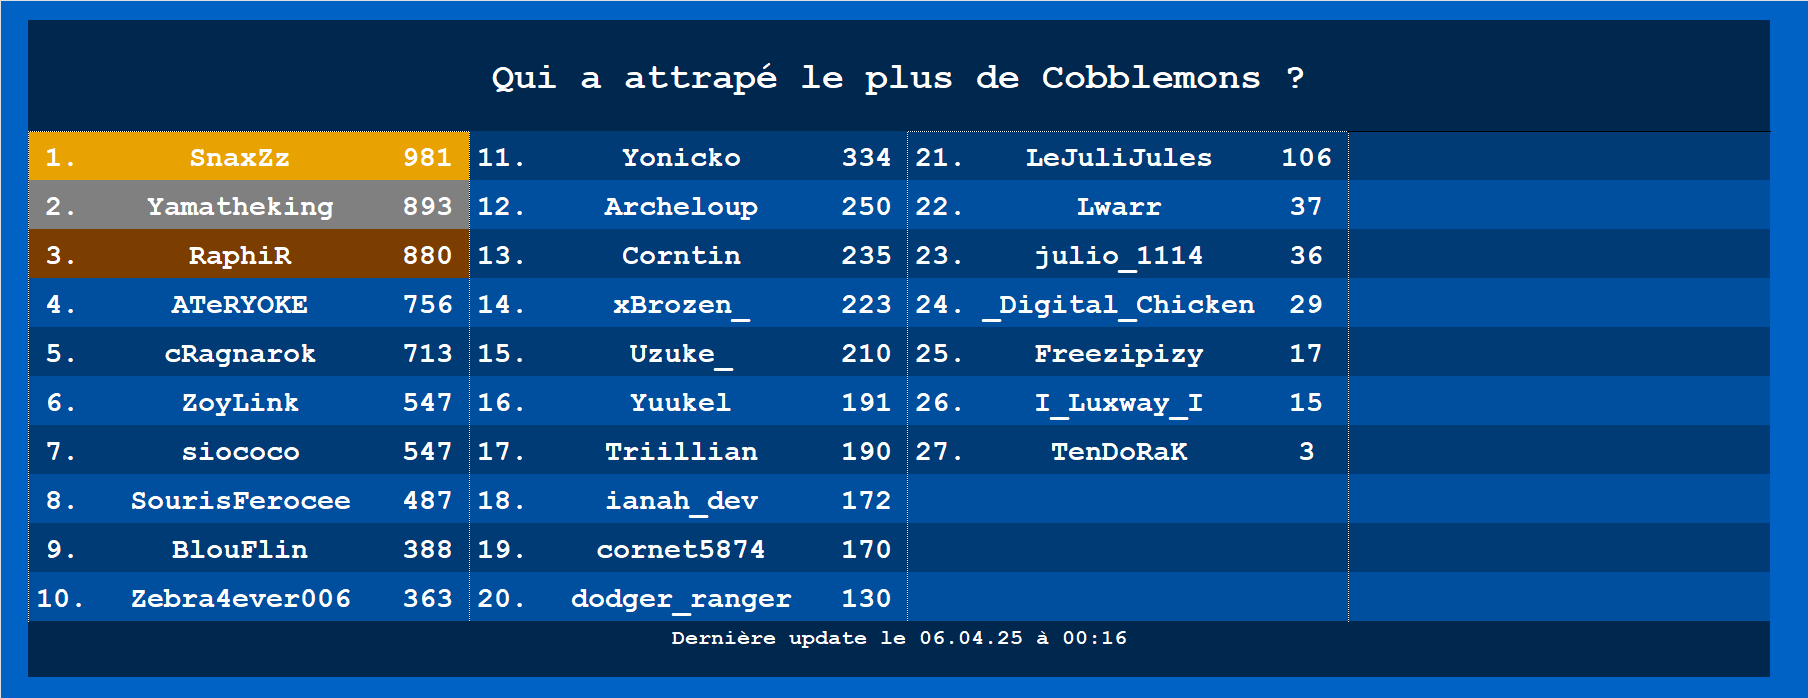 Qui a attrapé le plus de Cobblemons ?
1. SnaxZz 981
2. Yamatheking 893
3. RaphiR 880
4. ATeRYOKE 756
5. cRagnarok 713
6. ZoyLink 547
7. siococo 547
8. SourisFerocee 487
9. BlouFlin 388
10. Zebra4ever006 363
11. Yonicko 334
12. Archeloup 250
13. Corntin 235
14. xBrozen_ 223
15. Uzuke_ 210
16. Yuukel 191
17. Triillian 190
18. ianah_dev 172
19. cornet5874 170
20. dodger_ranger 130
21. LeJuliJules 106
22. Lwarr 37
23. julio_1114 36
24. _Digital_Chicken 29
25. Freezipizy 17
26. I_Luxway_I 15
27. TenDoRaK 3
Dernière update le 06.04.25 à 00:16